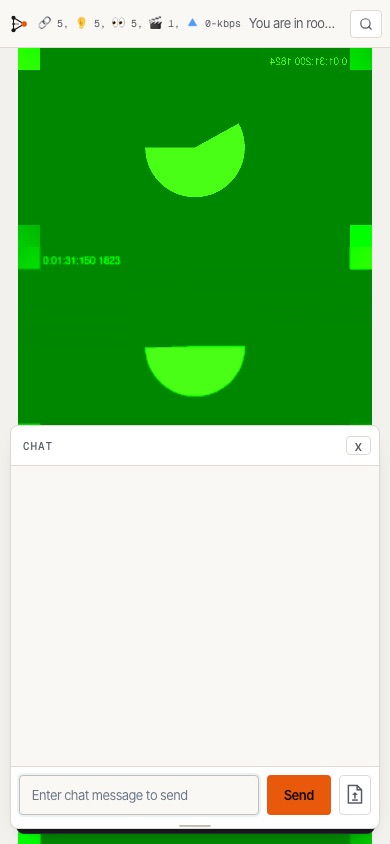 🔗 5, 💡 5, 👀 5, 🎬 1, 🔼 0-kbps You are in roo...
0:01:31:200 1824
0:01:31:150 1823
CHAT
X
Enter chat message to send
Send